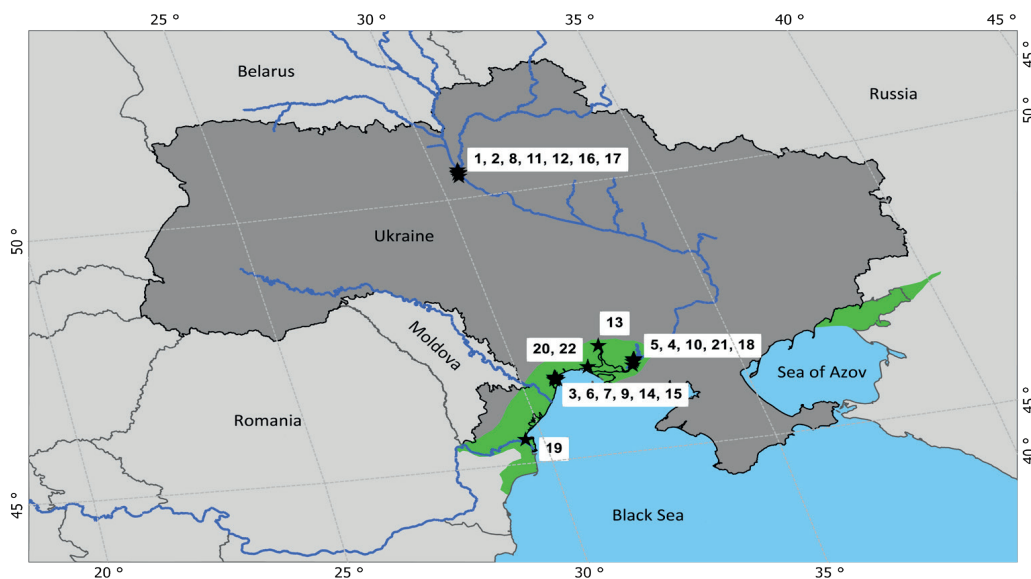 25 °
30 °
35 °
40 °
45 °
45 °
Belarus
Russia
50 °
1, 2, 8, 11, 12, 16, 17
50 °
Ukraine
13
Moldova
20, 22
5, 4, 10, 21, 18
Sea of Azov
3, 6, 7, 9, 14, 15
45 °
Romania
19
40 °
45 °
Black Sea
20 °
25 °
30 °
35 °